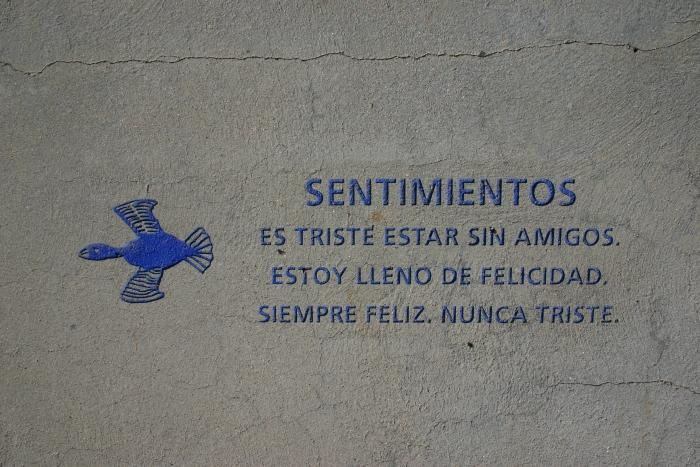 SENTIMIENTOS
ES TRISTE ESTAR SIN AMIGOS.
ESTOY LLENO DE FELICIDAD.
SIEMPRE FELIZ. NUNCA TRISTE.